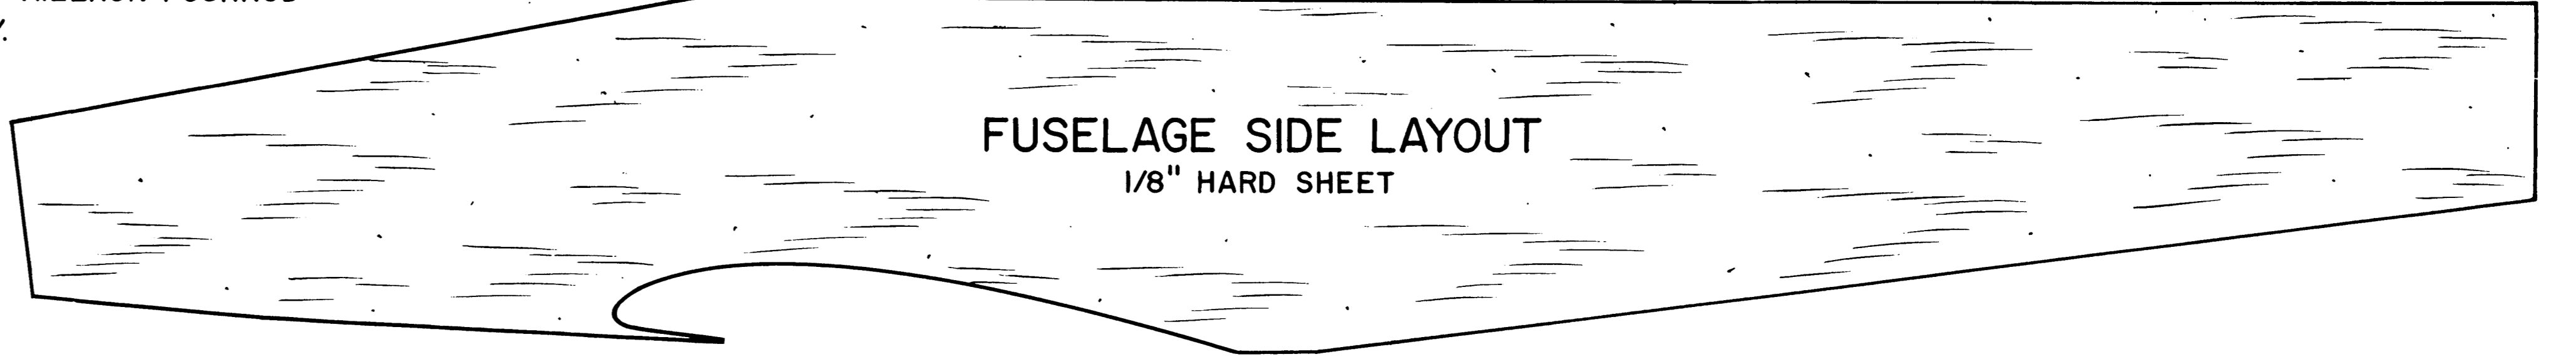 FUSELAGE SIDE LAYOUT
1/8" HARD SHEET